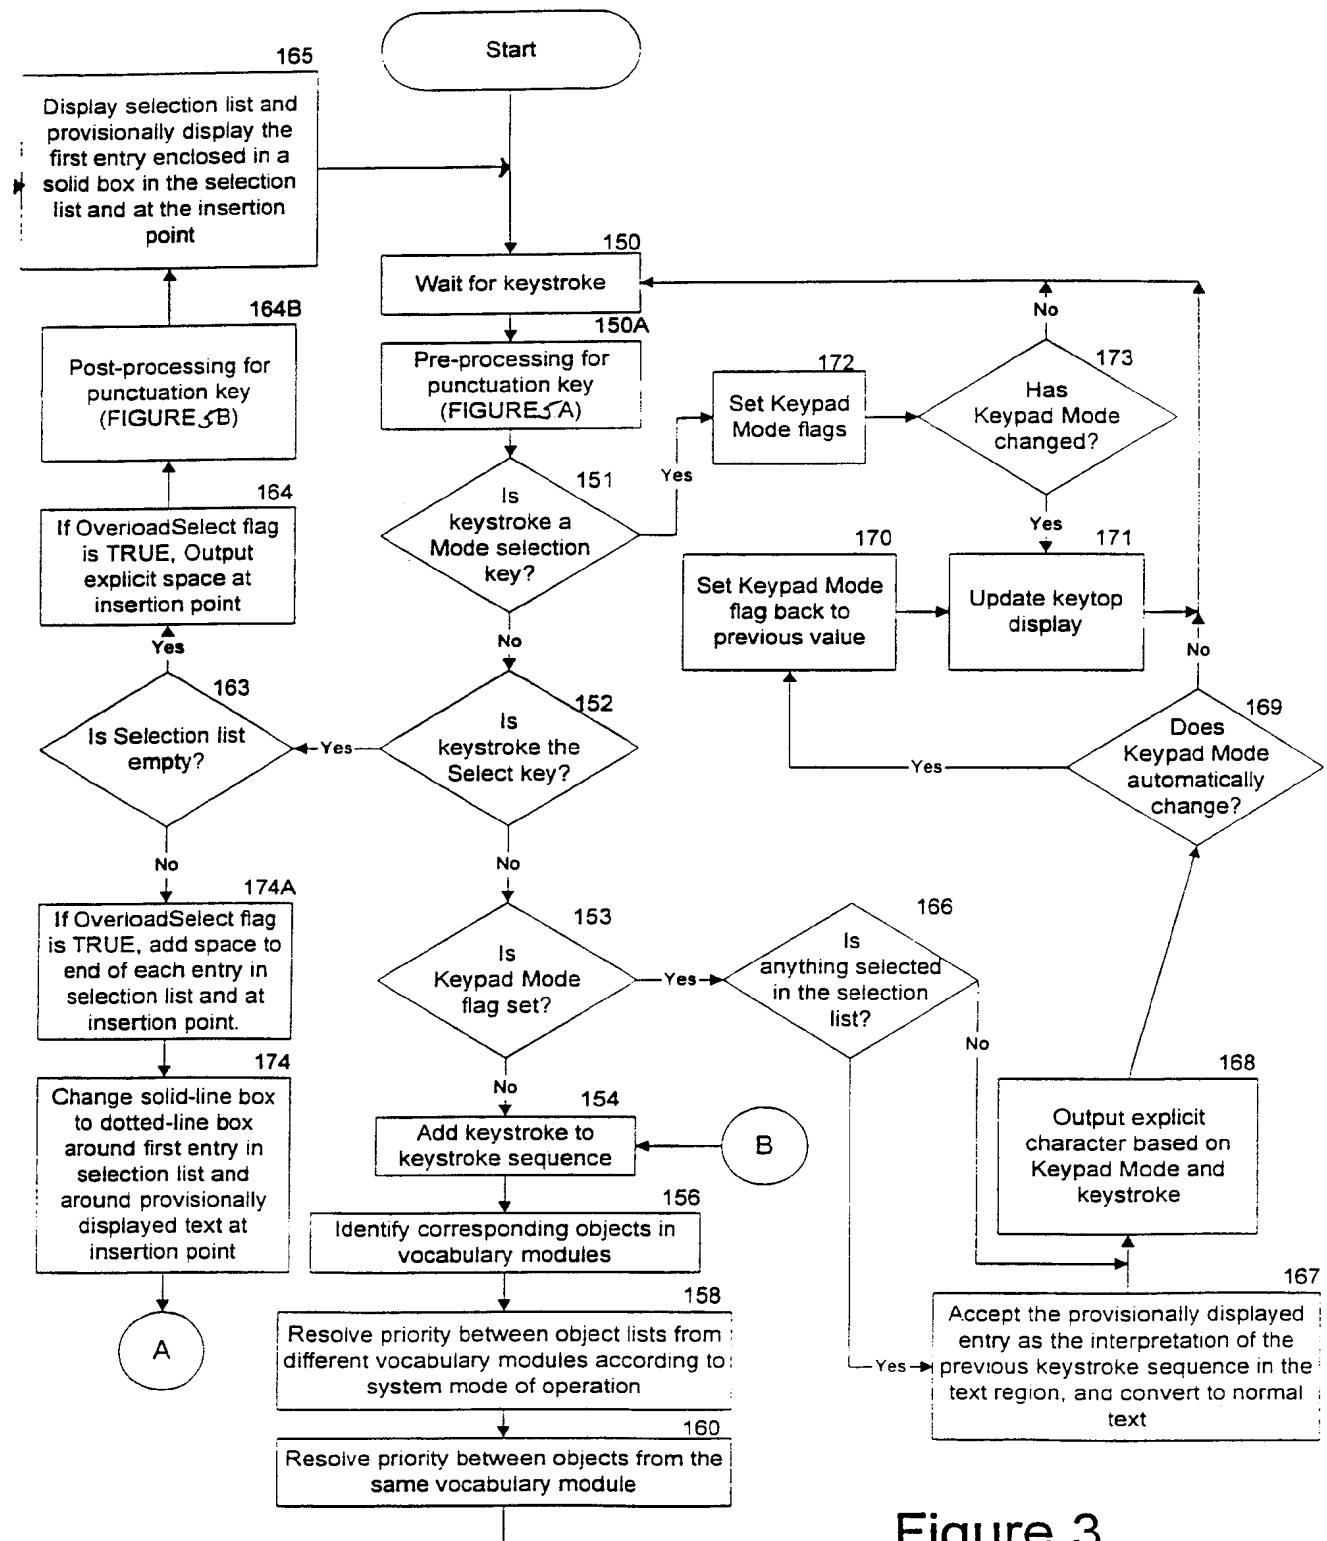 Start
165
Display selection list and
provisionally display the
first entry enclosed in a
solid box in the selection
list and at the insertion
point
150
Wait for keystroke
164B
Post-processing for
punctuation key
(FIGURE 5B)
150A
Pre-processing for
punctuation key
(FIGURE 5A)
172
Set Keypad
Mode flags
No
173
Has
Keypad Mode
changed?
Yes
151
Is
keystroke a
Mode selection
key?
Yes
164
If OverloadSelect flag
is TRUE, Output
explicit space at
insertion point
170
Set Keypad Mode
flag back to
previous value
171
Update keytop
display
No
Yes
No
163
Is Selection list
empty?
Yes
152
Is
keystroke the
Select key?
169
Does
Keypad Mode
automatically
change?
Yes
No
No
174A
If OverloadSelect flag
is TRUE, add space to
end of each entry in
selection list and at
insertion point.
153
Is
Keypad Mode
flag set?
Yes
166
Is
anything selected
in the selection
list?
No
174
Change solid-line box
to dotted-line box
around first entry in
selection list and
around provisionally
displayed text at
insertion point
No
154
Add keystroke to
keystroke sequence
B
168
Output explicit
character based on
Keypad Mode and
keystroke
156
Identify corresponding objects in
vocabulary modules
A
158
Resolve priority between object lists from
different vocabulary modules according to
system mode of operation
Yes
167
Accept the provisionally displayed
entry as the interpretation of the
previous keystroke sequence in the
text region, and convert to normal
text
160
Resolve priority between objects from the
same vocabulary module
Figure 3